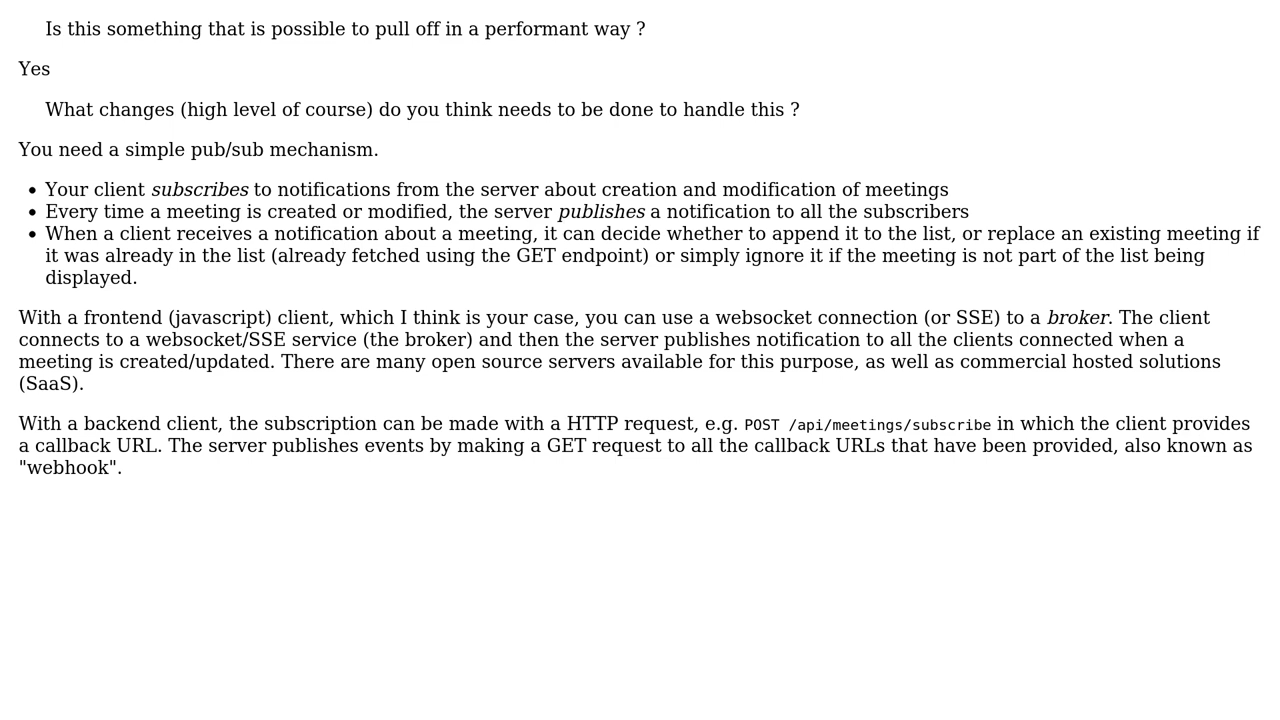 Is this something that is possible to pull off in a performant way ?
Yes
What changes (high level of course) do you think needs to be done to handle this ?
You need a simple pub/sub mechanism.
• Your client subscribes to notifications from the server about creation and modification of meetings
• Every time a meeting is created or modified, the server publishes a notification to all the subscribers
• When a client receives a notification about a meeting, it can decide whether to append it to the list, or replace an existing meeting if
it was already in the list (already fetched using the GET endpoint) or simply ignore it if the meeting is not part of the list being
displayed.
With a frontend (javascript) client, which I think is your case, you can use a websocket connection (or SSE) to a broker. The client
connects to a websocket/SSE service (the broker) and then the server publishes notification to all the clients connected when a
meeting is created/updated. There are many open source servers available for this purpose, as well as commercial hosted solutions
(SaaS).
With a backend client, the subscription can be made with a HTTP request, e.g. POST /api/meetings/subscribe in which the client provides
a callback URL. The server publishes events by making a GET request to all the callback URLs that have been provided, also known as
"webhook".